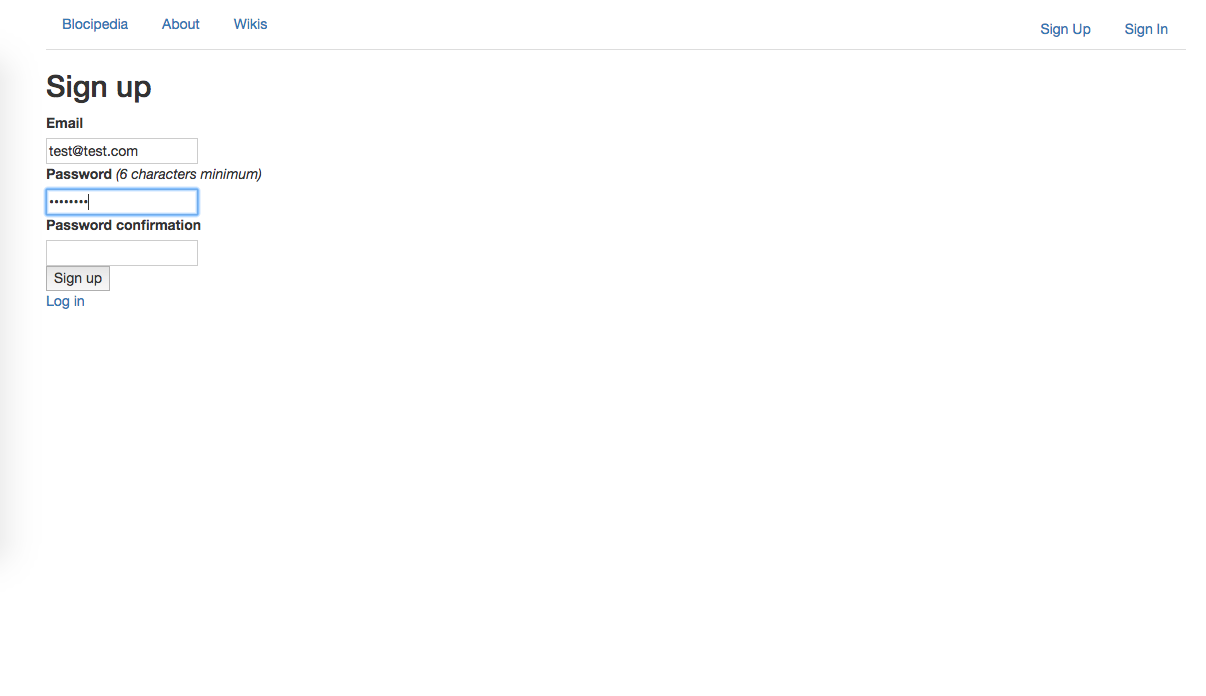 Blocipedia About Wikis Sign Up Sign In
Sign up
Email
test@test.com
Password (6 characters minimum)
••••••••
Password confirmation
Sign up
Log in